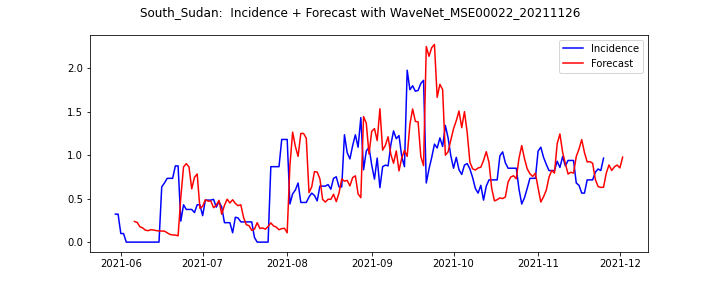 South_Sudan:  Incidence + Forecast with WaveNet_MSE00022_20211126
Incidence
Forecast
2.0
1.5
1.0
0.5
0.0
2021-06 2021-07 2021-08 2021-09 2021-10 2021-11 2021-12